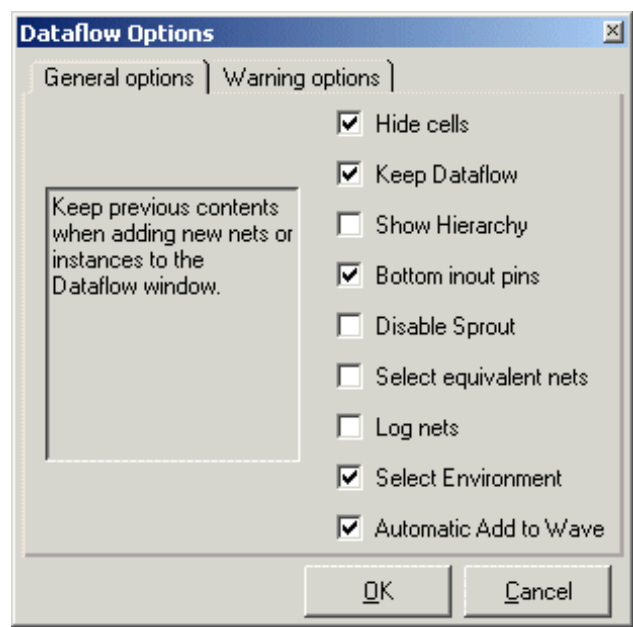 Dataflow Options
General options
Warning options
Hide cells
Keep Dataflow
Keep previous contents
when adding new nets or
instances to the
Dataflow window.
Show Hierarchy
Bottom inout pins
Disable Sprout
Select equivalent nets
Log nets
Select Environment
Automatic Add to Wave
OK
Cancel